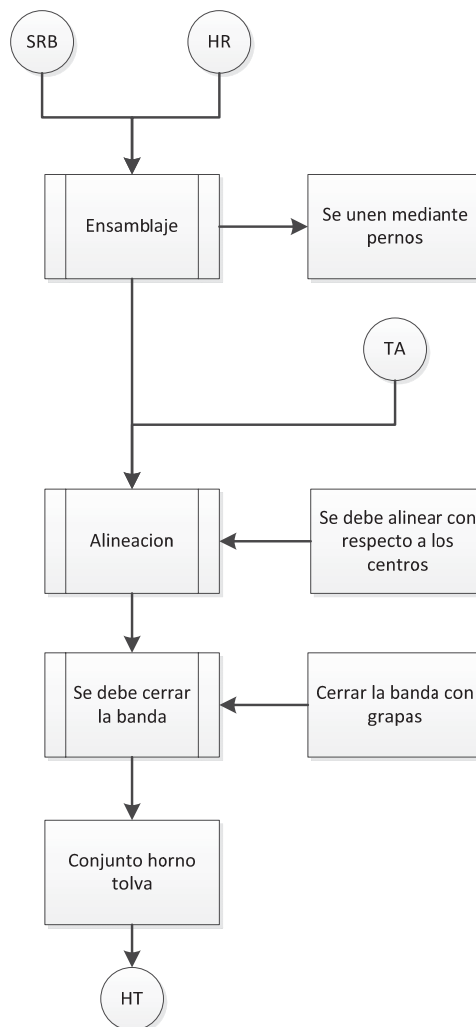 SRB
HR
Ensamblaje
Se unen mediante
pernos
TA
Alineacion
Se debe alinear con
respecto a los
centros
Se debe cerrar
la banda
Cerrar la banda con
grapas
Conjunto horno
tolva
HT